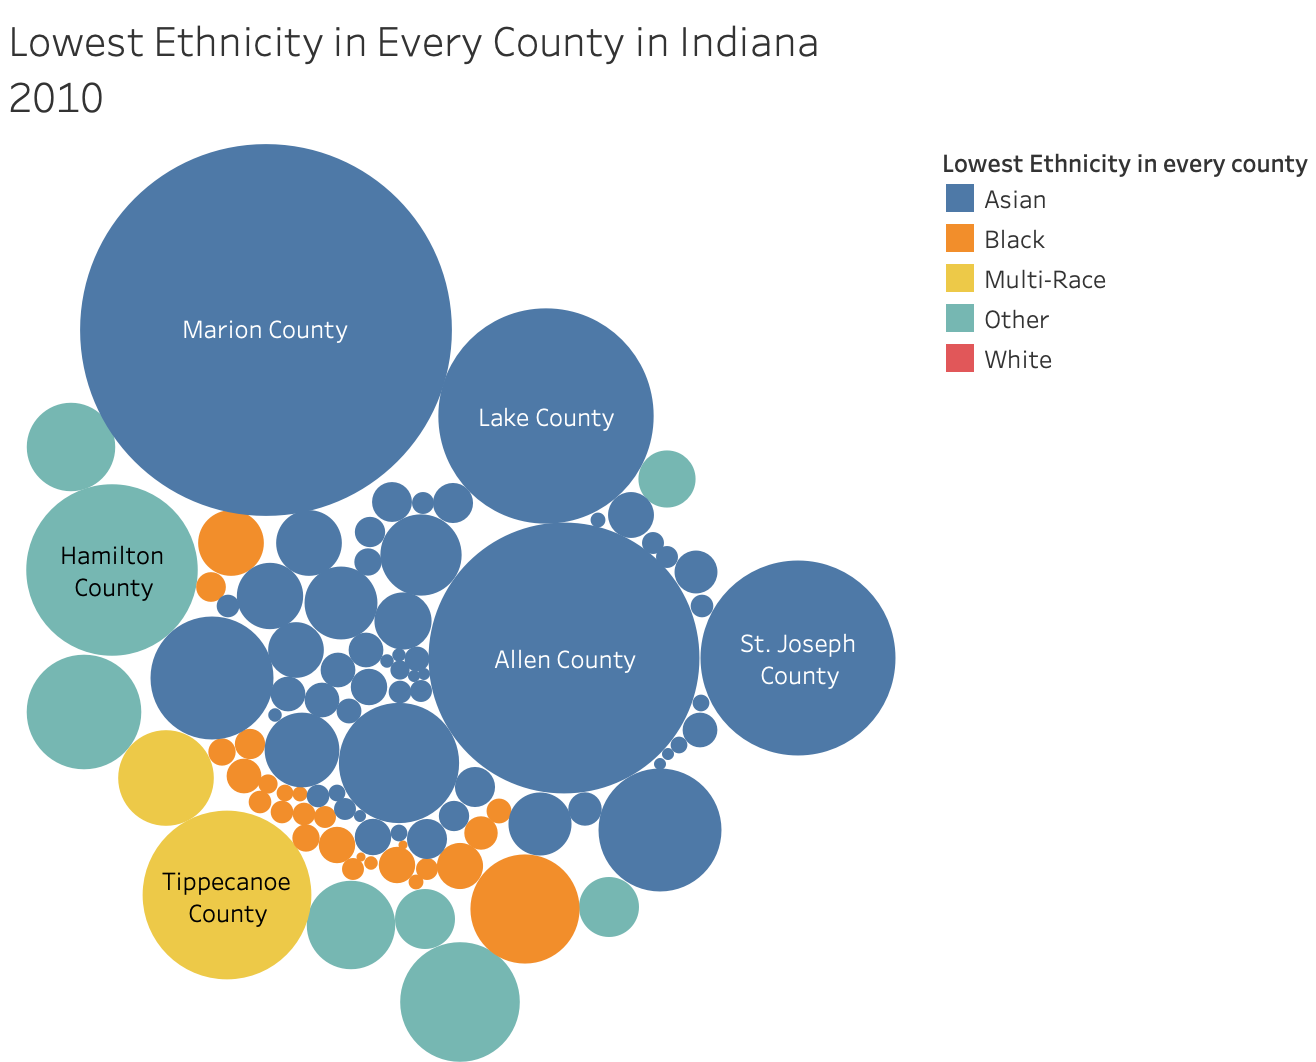 Lowest Ethnicity in Every County in Indiana
2010
Lowest Ethnicity in every county
Asian
Black
Multi-Race
Other
White
Marion County
Lake County
Hamilton
County
Allen County
St. Joseph
County
Tippecanoe
County